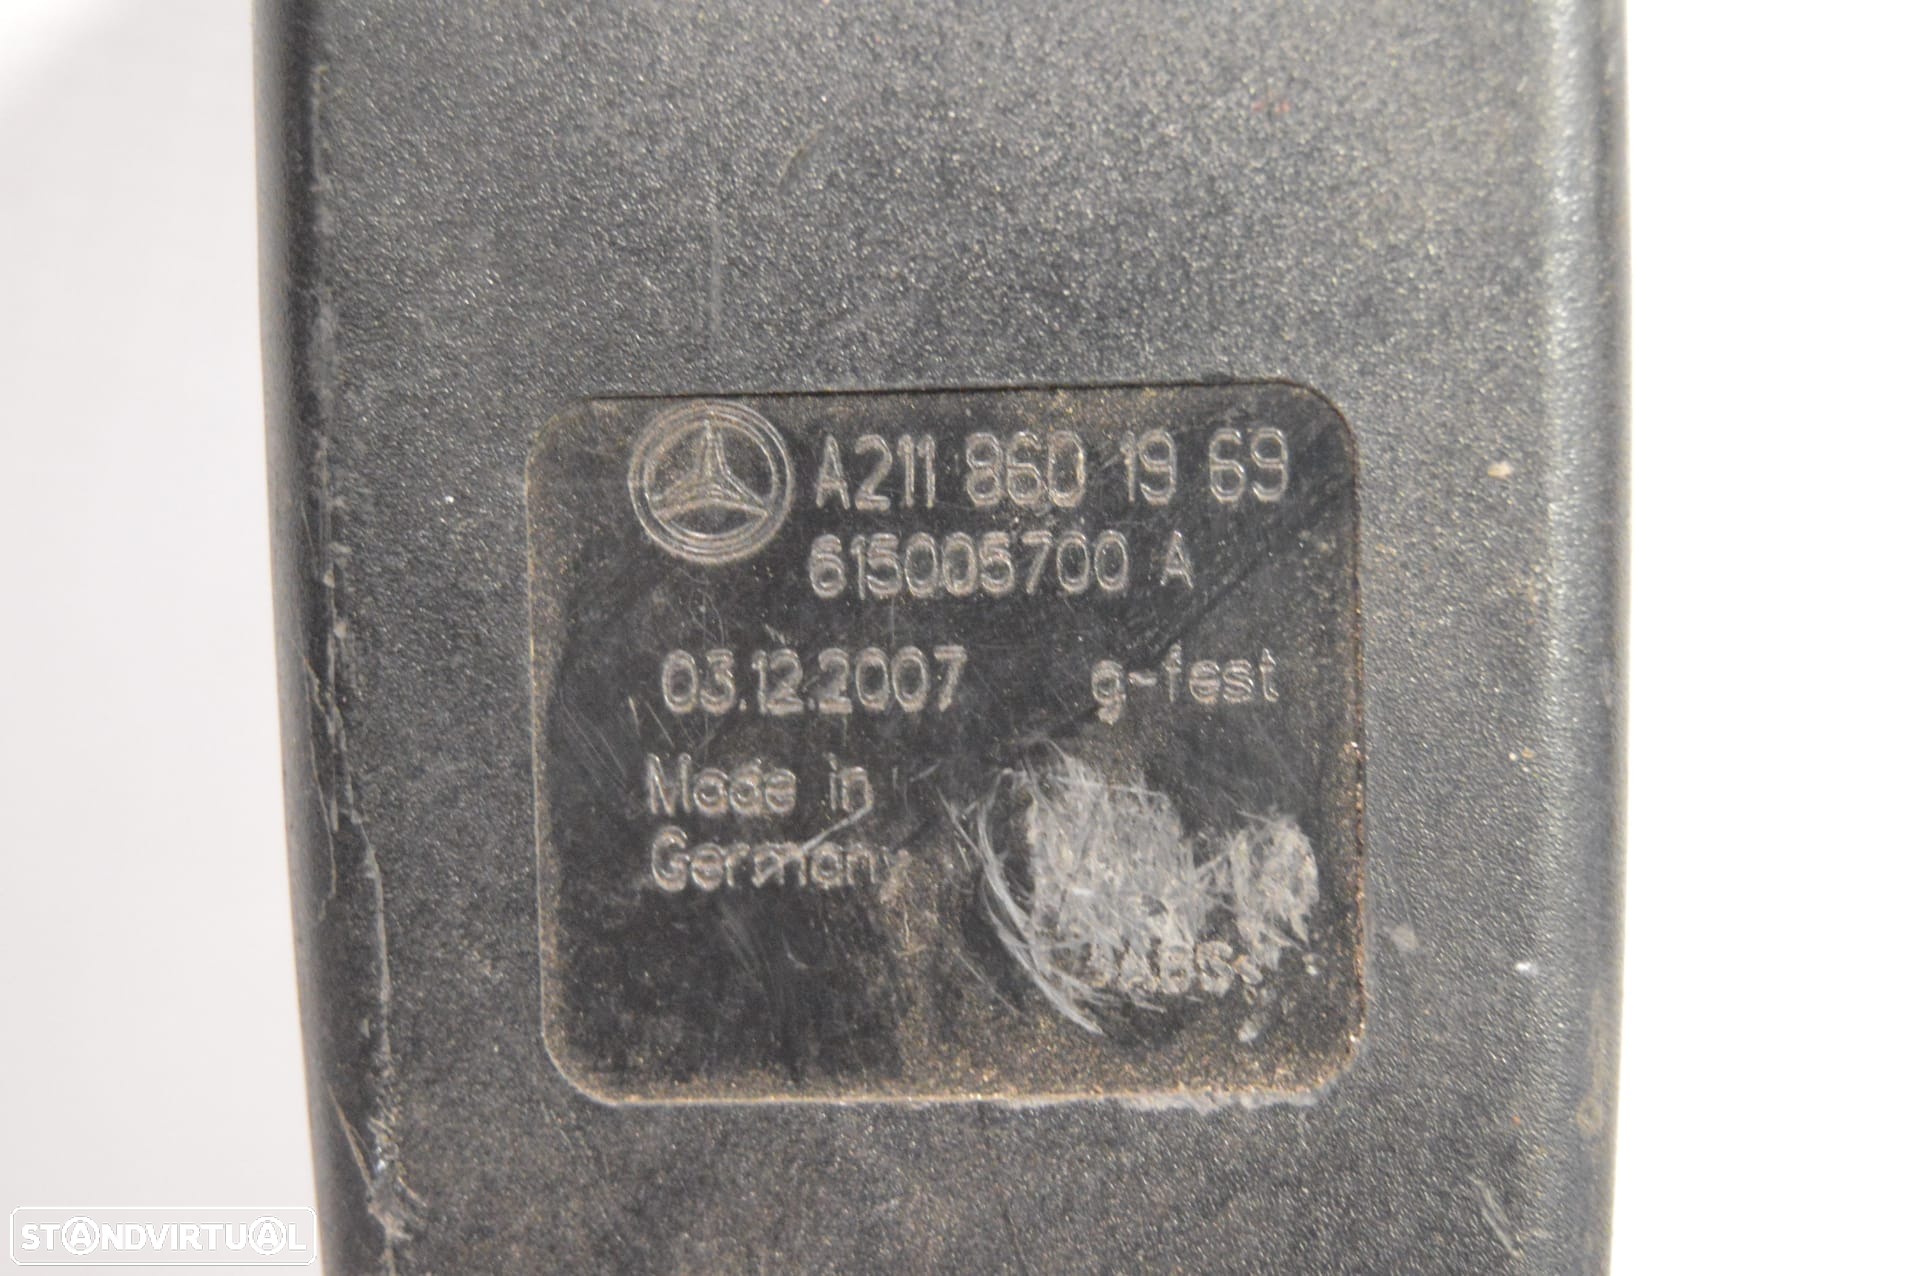 A211 860 19 69
615005700 A
03.12.2007 g-fest
Made in
Germany
STANDVIRTUAL